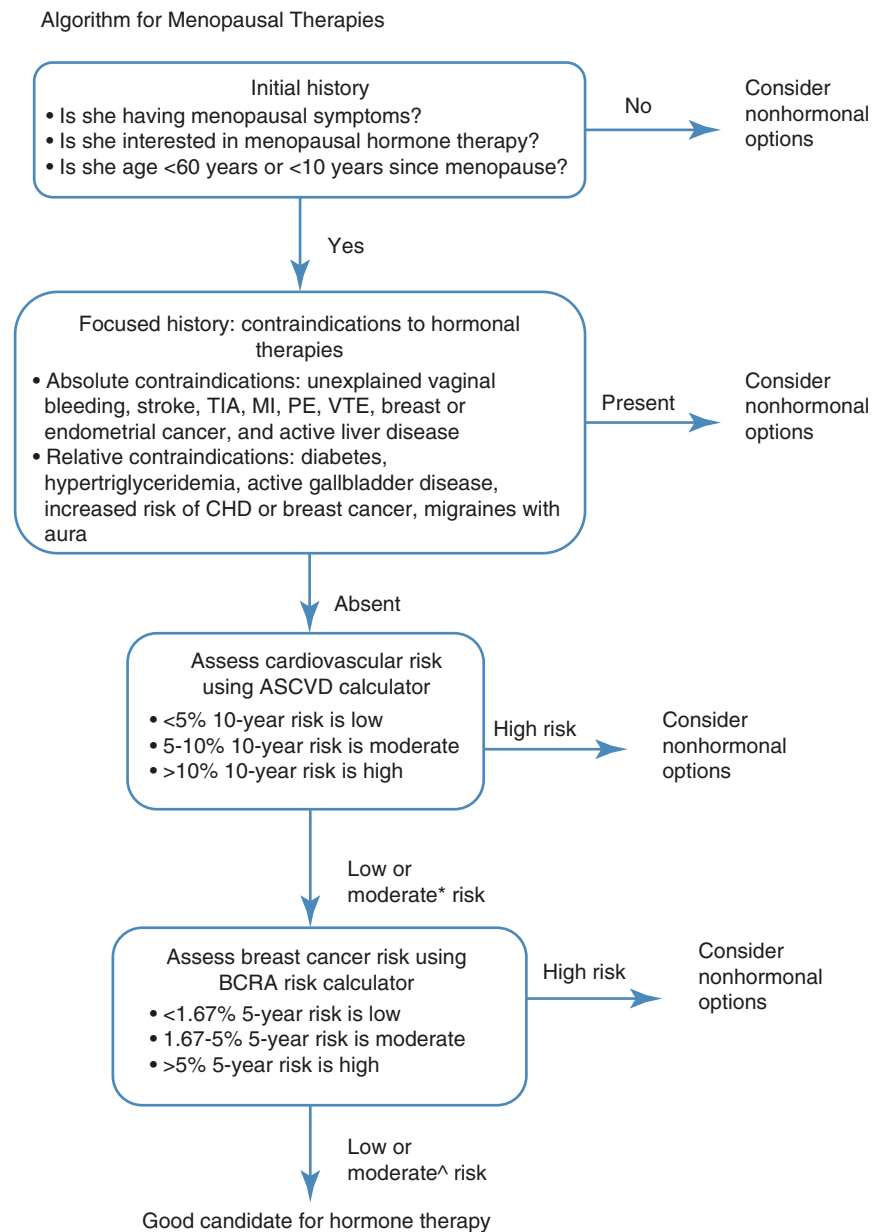 Algorithm for Menopausal Therapies
Initial history
• Is she having menopausal symptoms?
• Is she interested in menopausal hormone therapy?
• Is she age <60 years or <10 years since menopause?
No
Consider
nonhormonal
options
Yes
Focused history: contraindications to hormonal
therapies
• Absolute contraindications: unexplained vaginal
bleeding, stroke, TIA, MI, PE, VTE, breast or
endometrial cancer, and active liver disease
• Relative contraindications: diabetes,
hypertriglyceridemia, active gallbladder disease,
increased risk of CHD or breast cancer, migraines with
aura
Present
Consider
nonhormonal
options
Absent
Assess cardiovascular risk
using ASCVD calculator
• <5% 10-year risk is low
• 5-10% 10-year risk is moderate
• >10% 10-year risk is high
High risk
Consider
nonhormonal
options
Low or
moderate* risk
Assess breast cancer risk using
BCRA risk calculator
• <1.67% 5-year risk is low
• 1.67-5% 5-year risk is moderate
• >5% 5-year risk is high
High risk
Consider
nonhormonal
options
Low or
moderate^ risk
Good candidate for hormone therapy